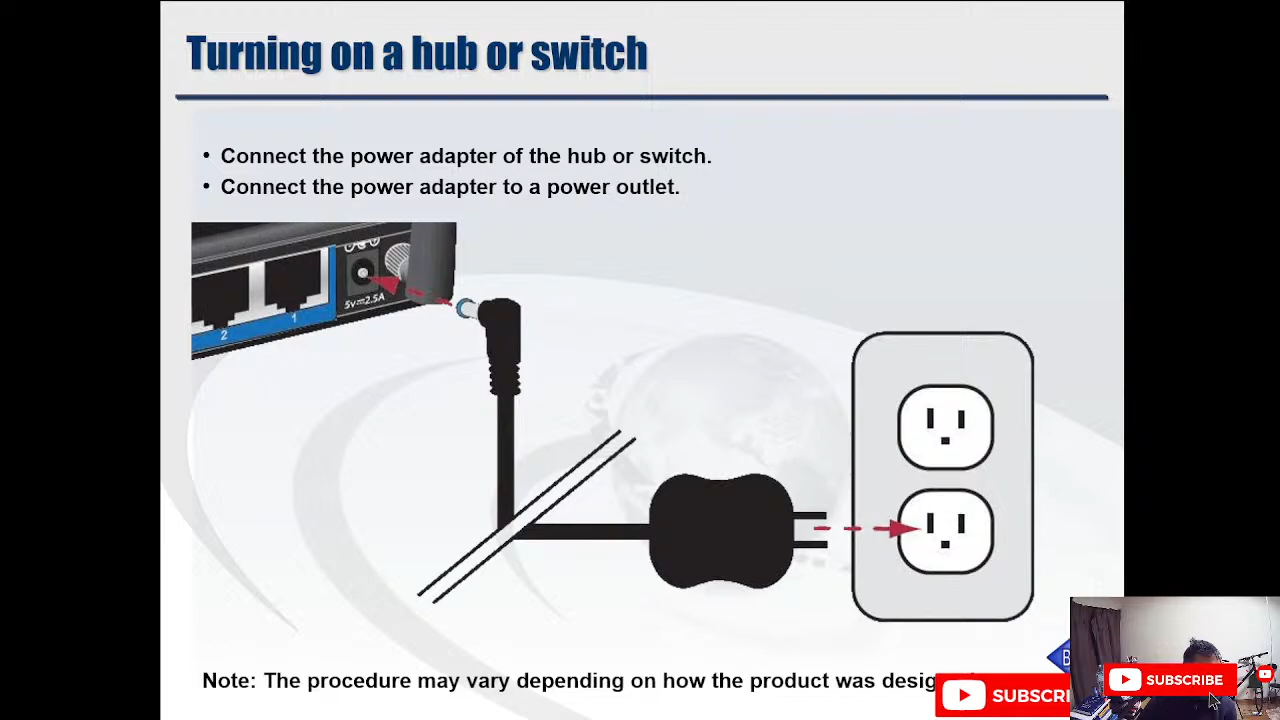 Turning on a hub or switch
• Connect the power adapter of the hub or switch.
• Connect the power adapter to a power outlet.
5v⎓2.5A
2
1
Note: The procedure may vary depending on how the product was
SUBSCRIBE